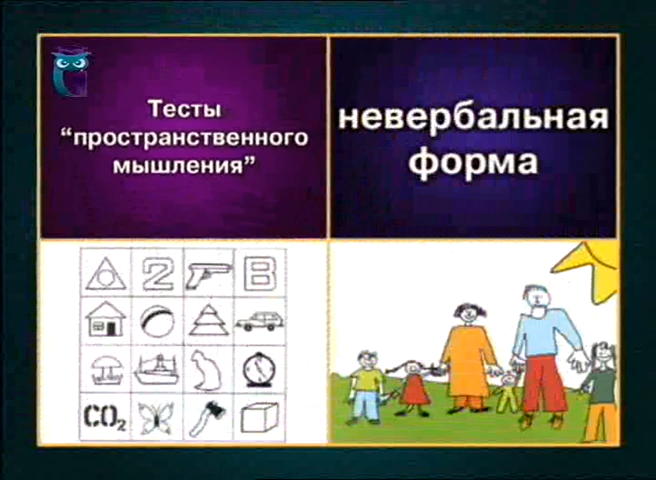 Тесты
“пространственного
мышления”
невербальная
форма
2
B
CO2